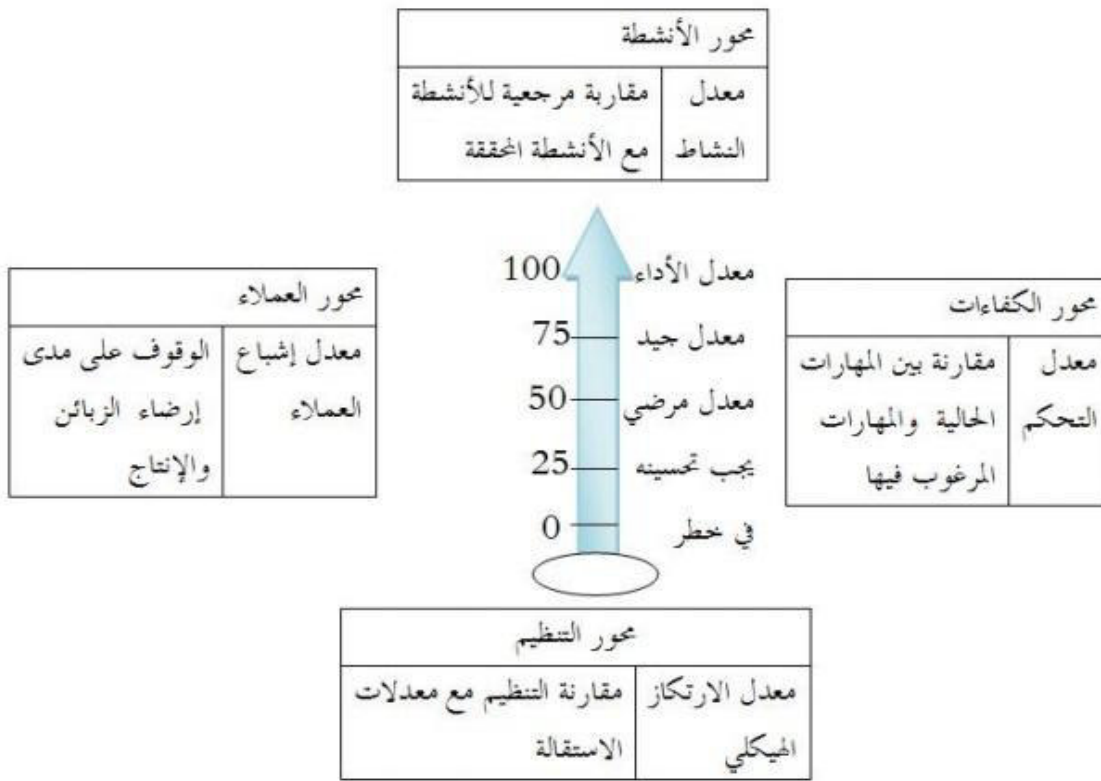 محور الأنشطة
معدل
النشاط
مقاربة مرجعية للأنشطة
مع الأنشطة المحققة
محور الكفاءات
معدل
التحكم
مقارنة بين المهارات
الحالية والمهارات
المرغوب فيها
معدل الأداء 100
معدل جيد 75
معدل مرضي 50
يجب تحسينه 25
في خطر 0
محور العملاء
معدل إشباع
العملاء
الوقوف على مدى
إرضاء الزبائن
والإنتاج
محور التنظيم
معدل الارتكاز
الهيكلي
مقارنة التنظيم مع معدلات
الاستقالة